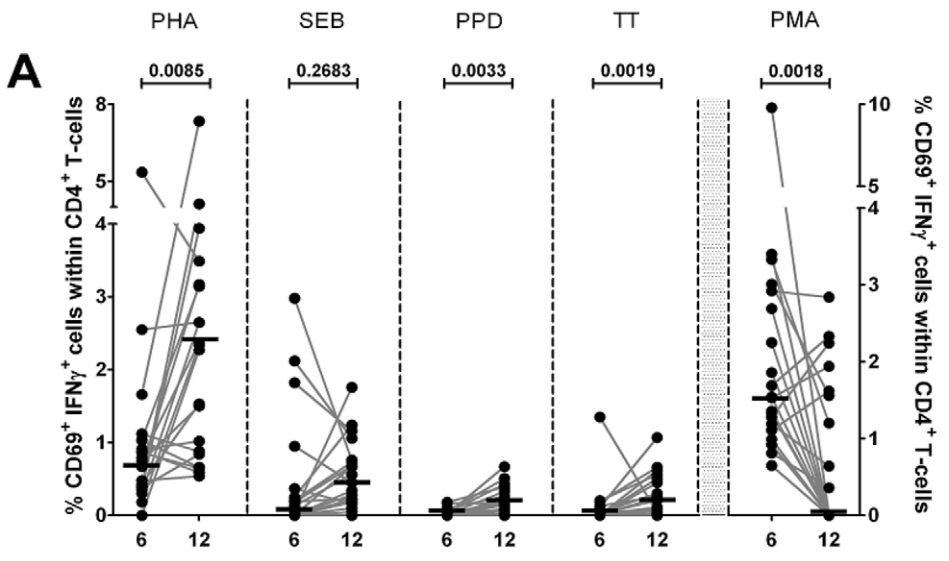 PHA SEB PPD TT PMA
A
0.0085 0.2683 0.0033 0.0019 0.0018
% CD69⁺ IFNγ⁺ cells within CD4⁺ T-cells
8
5
4
3
2
1
0
10
5
4
3
2
1
0
% CD69⁺ IFNγ⁺ cells within CD4⁺ T-cells
6 12 6 12 6 12 6 12 6 12